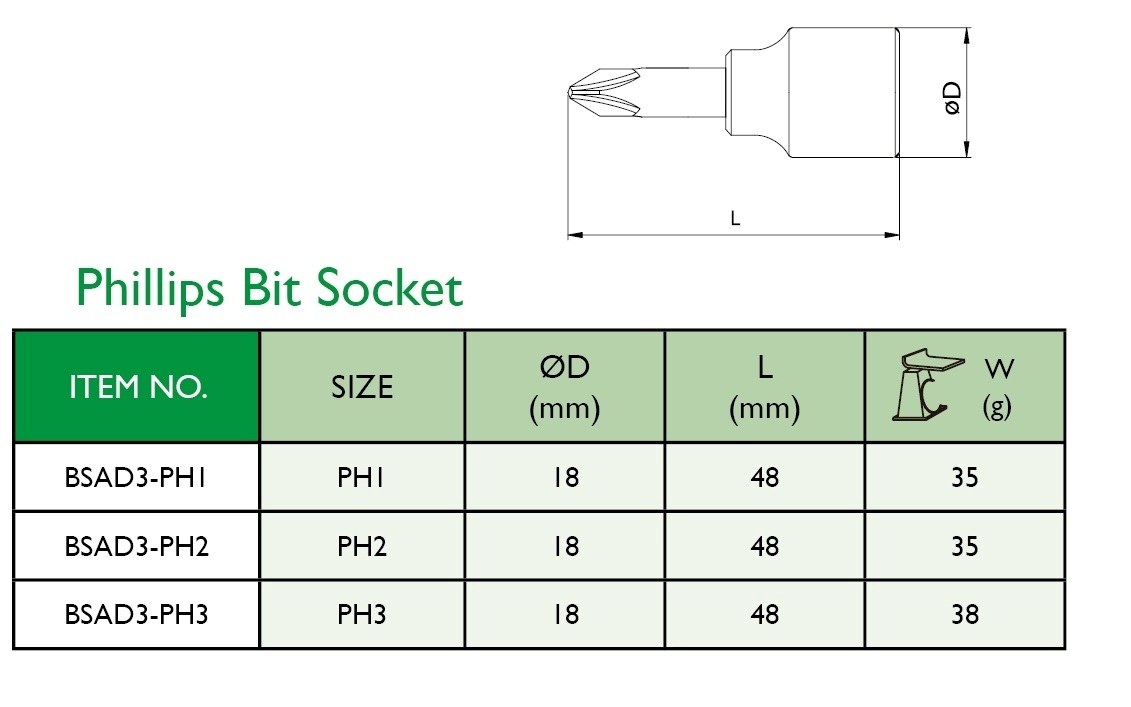 øD
L
Phillips Bit Socket
ITEM NO. SIZE ØD (mm) L (mm) W (g)
BSAD3-PH1 PH1 18 48 35
BSAD3-PH2 PH2 18 48 35
BSAD3-PH3 PH3 18 48 38